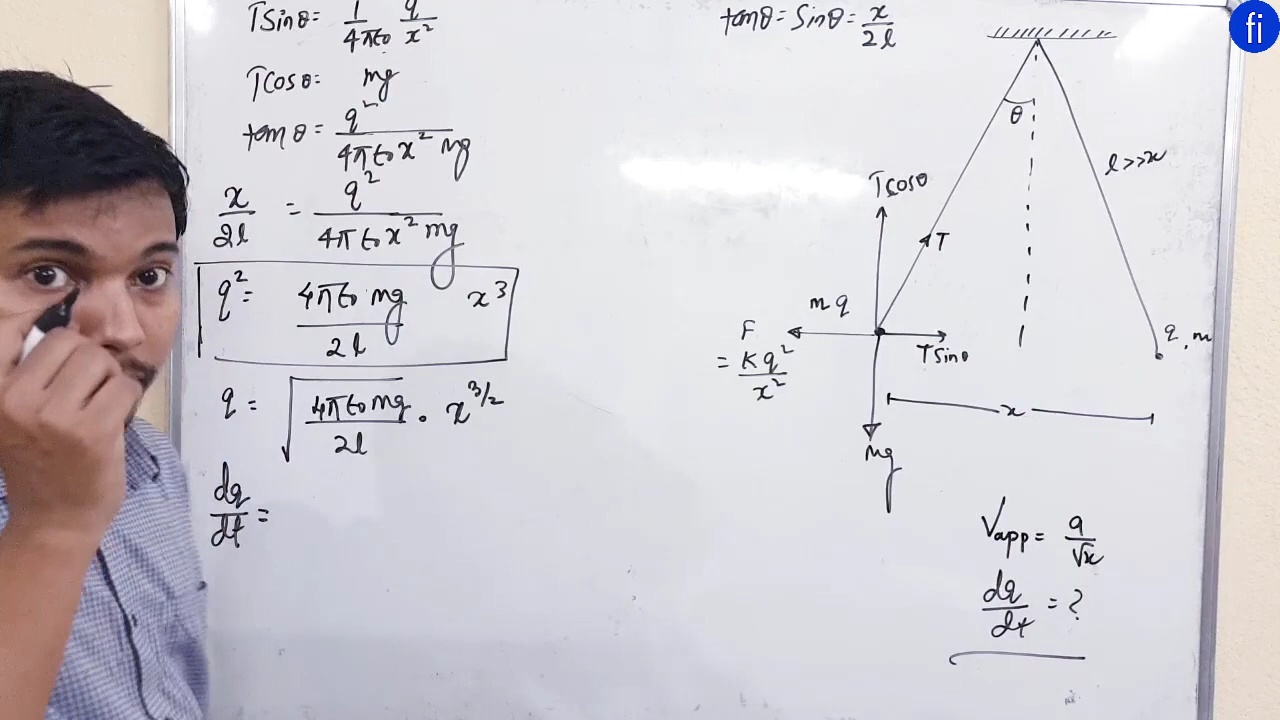 Tsinθ = 1/4πε₀ q/x²
Tcosθ = mg
tanθ = q²/4πε₀x² mg
x/2l = q²/4πε₀x² mg
q² = 4πε₀ mg/2l x³
q = √(4πε₀mg/2l) . x^3/2
dq/dt =
tanθ = Sinθ = x/2l
fi
θ
l>>x
Tcosθ
T
m q
F = Kq²/x²
Tsinθ
q, m
x
mg
Vapp = a/√x
dq/dt = ?